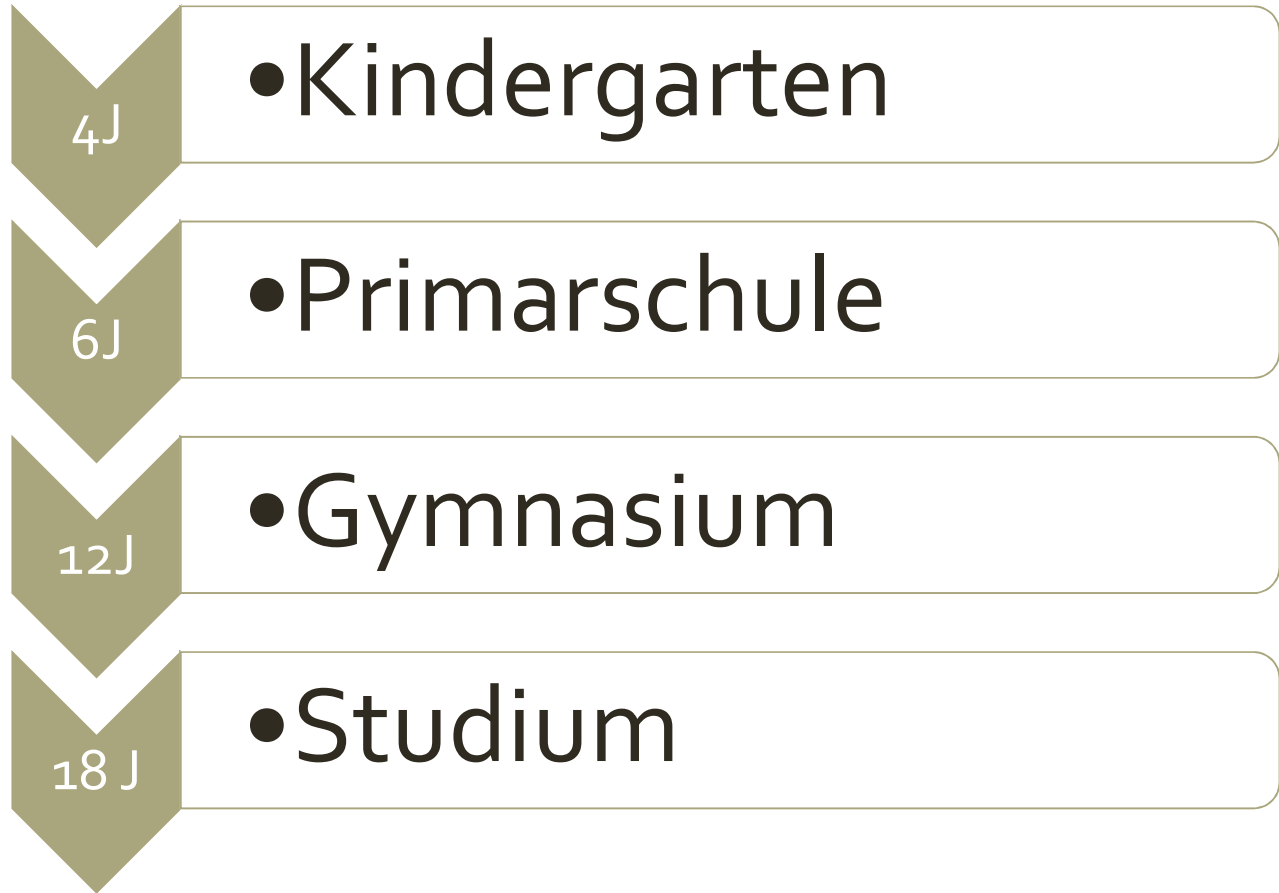 4J
•Kindergarten
6J
•Primarschule
12J
•Gymnasium
18 J
•Studium